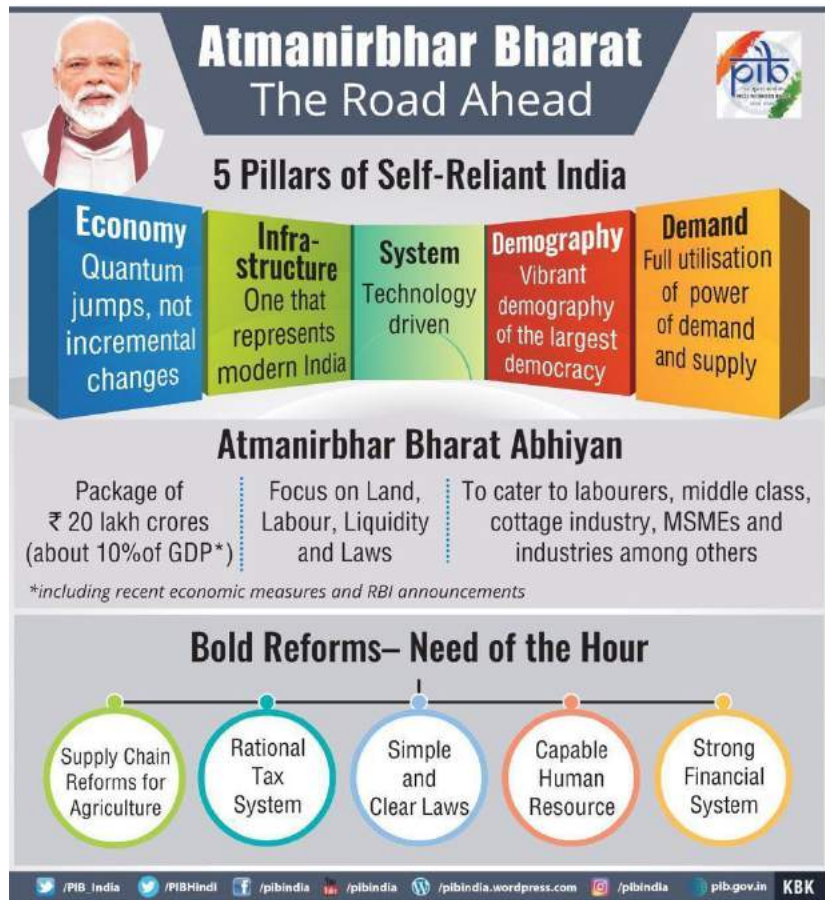 Atmanirbhar Bharat
The Road Ahead
pib
5 Pillars of Self-Reliant India
Economy
Quantum
jumps, not
incremental
changes
Infra-
structure
One that
represents
modern India
System
Technology
driven
Demography
Vibrant
demography
of the largest
democracy
Demand
Full utilisation
of power
of demand
and supply
Atmanirbhar Bharat Abhiyan
Package of
₹ 20 lakh crores
(about 10%of GDP*)
Focus on Land,
Labour, Liquidity
and Laws
To cater to labourers, middle class,
cottage industry, MSMEs and
industries among others
*including recent economic measures and RBI announcements
Bold Reforms– Need of the Hour
Supply Chain
Reforms for
Agriculture
Rational
Tax
System
Simple
and
Clear Laws
Capable
Human
Resource
Strong
Financial
System
/PIB_India /PIBHindi /pibindia /pibindia /pibindia.wordpress.com /pibindia pib.gov.in KBK